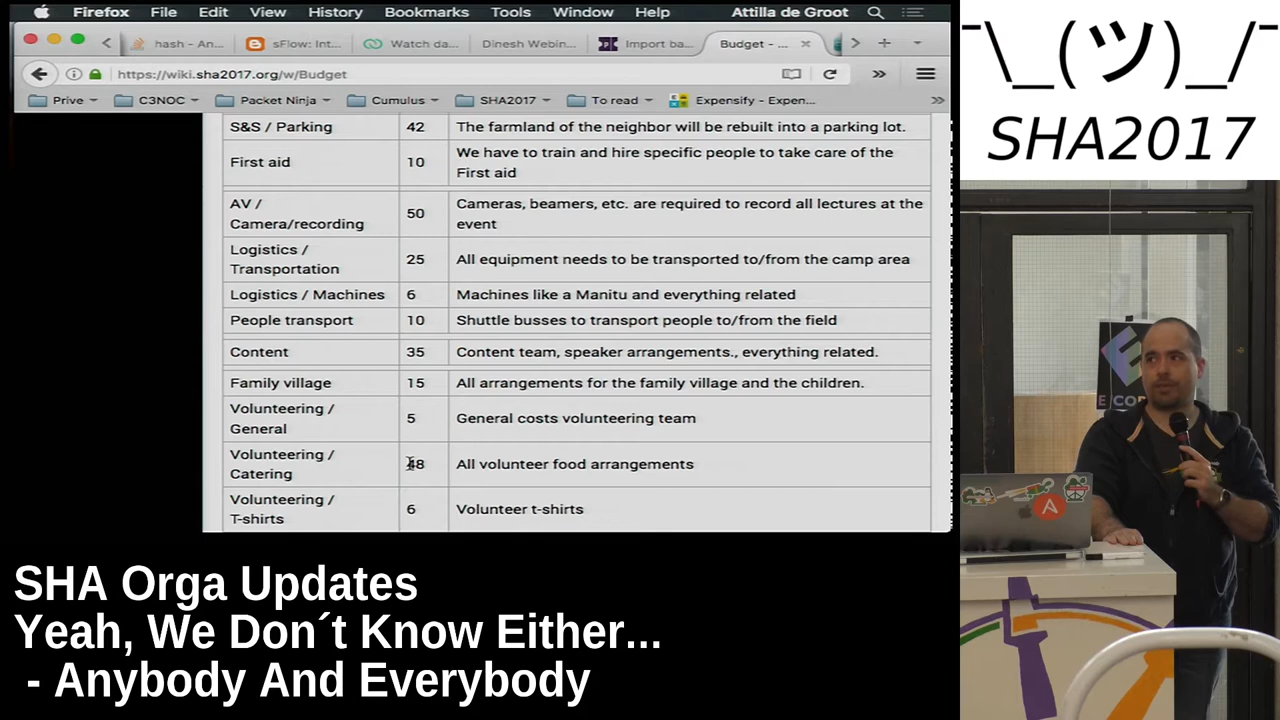 Firefox File Edit View History Bookmarks Tools Window Help Attilla de Groot
hash - An... sFlow: Int... Watch da... Dinesh Webin... Import ba... Budget - ...
https://wiki.sha2017.org/w/Budget
Prive C3NOC Packet Ninja Cumulus SHA2017 To read Expensify - Expen...
S&S / Parking 42 The farmland of the neighbor will be rebuilt into a parking lot.
First aid 10 We have to train and hire specific people to take care of the
First aid
AV /
Camera/recording 50 Cameras, beamers, etc. are required to record all lectures at the
event
Logistics /
Transportation 25 All equipment needs to be transported to/from the camp area
Logistics / Machines 6 Machines like a Manitu and everything related
People transport 10 Shuttle busses to transport people to/from the field
Content 35 Content team, speaker arrangements., everything related.
Family village 15 All arrangements for the family village and the children.
Volunteering /
General 5 General costs volunteering team
Volunteering /
Catering 48 All volunteer food arrangements
Volunteering /
T-shirts 6 Volunteer t-shirts
¯\_(ツ)_/¯
SHA2017
SHA Orga Updates
Yeah, We Don´t Know Either...
- Anybody And Everybody